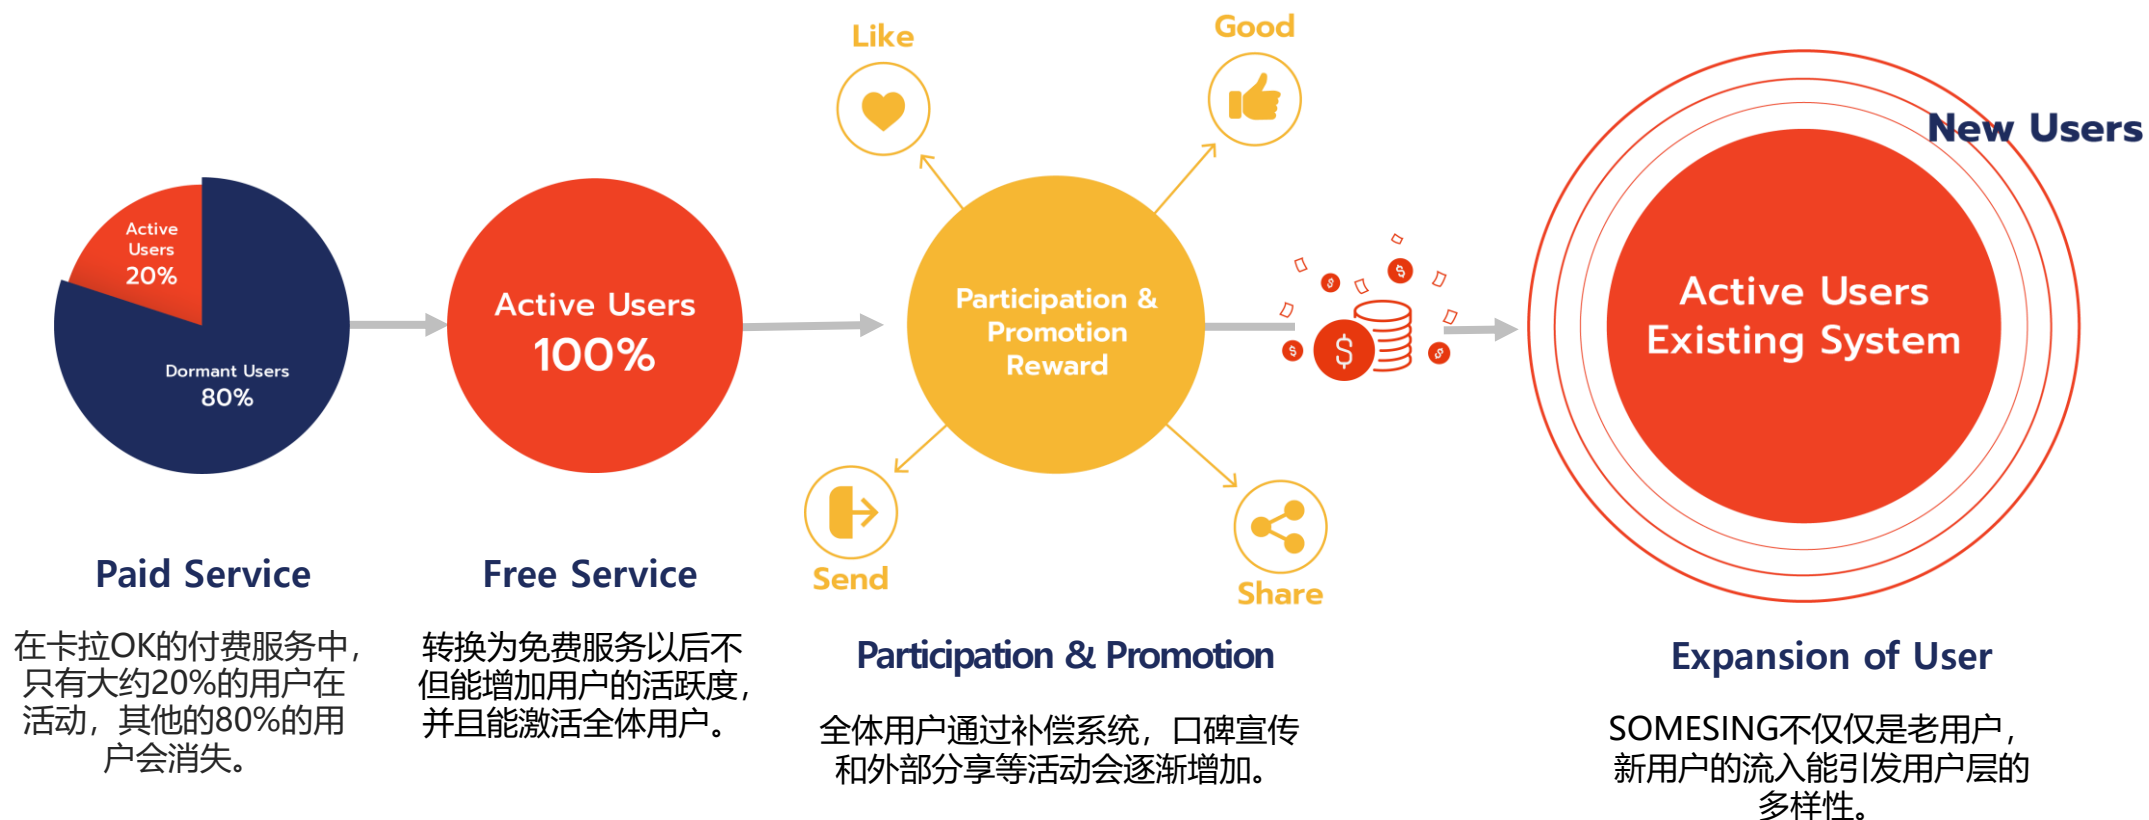 Like
Good
New Users
Active
Users
20%
Dormant Users
80%
Active Users
100%
Participation &
Promotion
Reward
$
$
$
$
$
Active Users
Existing System
Send
Share
Paid Service
在卡拉OK的付费服务中，
只有大约20%的用户在
活动，其他的80%的用
户会消失。
Free Service
转换为免费服务以后不
但能增加用户的活跃度，
并且能激活全体用户。
Participation & Promotion
全体用户通过补偿系统，口碑宣传
和外部分享等活动会逐渐增加。
Expansion of User
SOMESING不仅仅是老用户，
新用户的流入能引发用户层的
多样性。